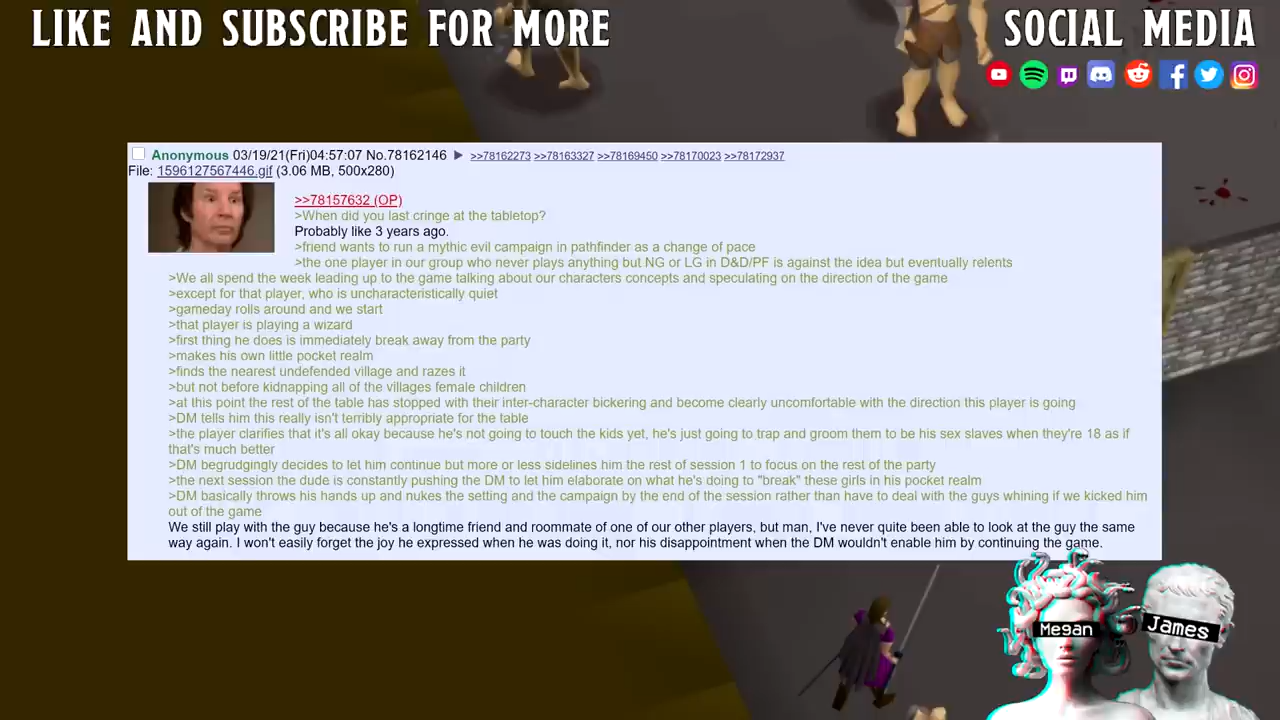 LIKE AND SUBSCRIBE FOR MORE
SOCIAL MEDIA
Anonymous 03/19/21(Fri)04:57:07 No.78162146 ▶ >>78162273 >>78163327 >>78169450 >>78170023 >>78172937
File: 1596127567446.gif (3.06 MB, 500x280)
>>78157632 (OP)
>When did you last cringe at the tabletop?
Probably like 3 years ago.
>friend wants to run a mythic evil campaign in pathfinder as a change of pace
>the one player in our group who never plays anything but NG or LG in D&D/PF is against the idea but eventually relents
>We all spend the week leading up to the game talking about our characters concepts and speculating on the direction of the game
>except for that player, who is uncharacteristically quiet
>gameday rolls around and we start
>that player is playing a wizard
>first thing he does is immediately break away from the party
>makes his own little pocket realm
>finds the nearest undefended village and razes it
>but not before kidnapping all of the villages female children
>at this point the rest of the table has stopped with their inter-character bickering and become clearly uncomfortable with the direction this player is going
>DM tells him this really isn't terribly appropriate for the table
>the player clarifies that it's all okay because he's not going to touch the kids yet, he's just going to trap and groom them to be his sex slaves when they're 18 as if
that's much better
>DM begrudgingly decides to let him continue but more or less sidelines him the rest of session 1 to focus on the rest of the party
>the next session the dude is constantly pushing the DM to let him elaborate on what he's doing to "break" these girls in his pocket realm
>DM basically throws his hands up and nukes the setting and the campaign by the end of the session rather than have to deal with the guys whining if we kicked him
out of the game
We still play with the guy because he's a longtime friend and roommate of one of our other players, but man, I've never quite been able to look at the guy the same
way again. I won't easily forget the joy he expressed when he was doing it, nor his disappointment when the DM wouldn't enable him by continuing the game.
Megan
James